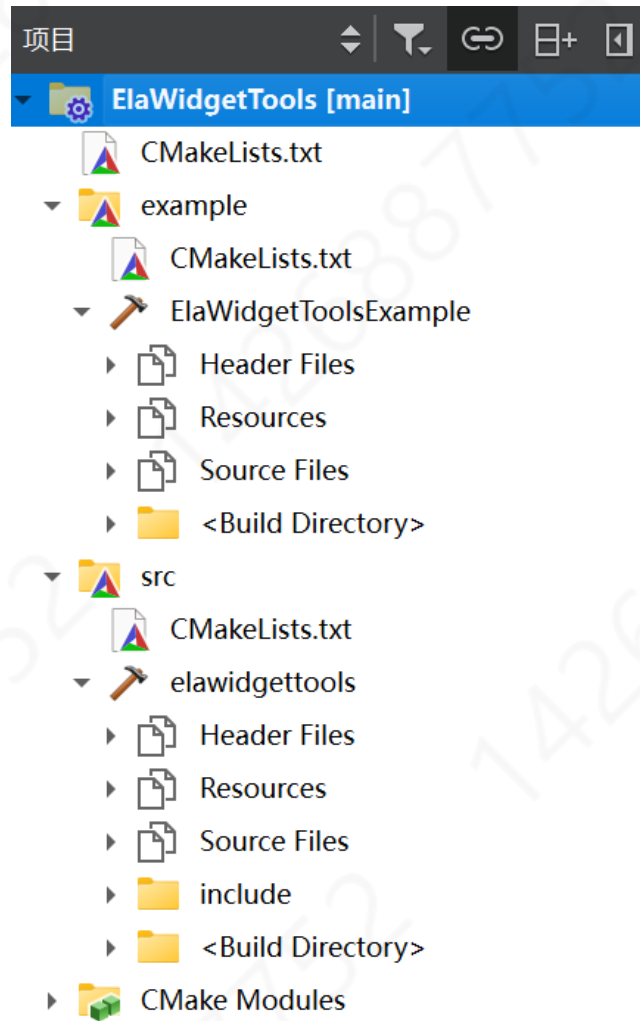 项目
ElaWidgetTools [main]
CMakeLists.txt
example
CMakeLists.txt
ElaWidgetToolsExample
Header Files
Resources
Source Files
<Build Directory>
src
CMakeLists.txt
elawidgettools
Header Files
Resources
Source Files
include
<Build Directory>
CMake Modules